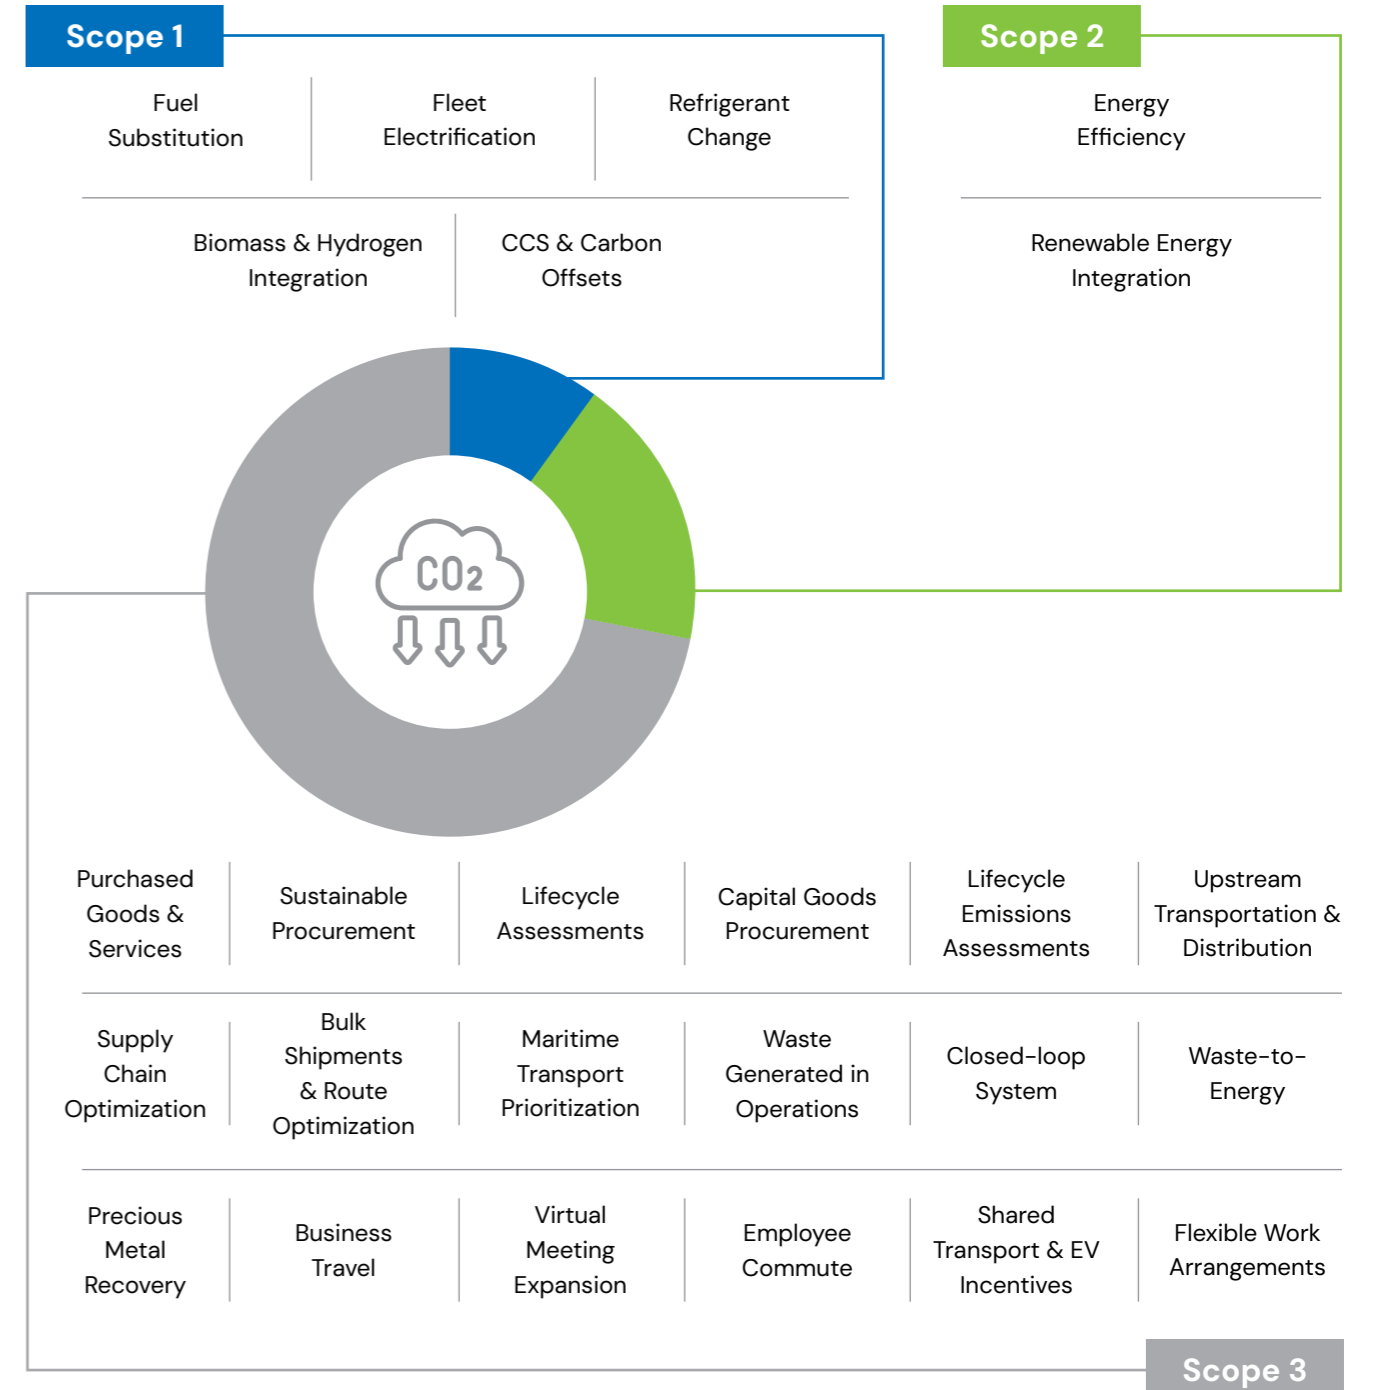 Scope 1
Scope 2
Fuel
Substitution
Fleet
Electrification
Refrigerant
Change
Energy
Efficiency
Biomass & Hydrogen
Integration
CCS & Carbon
Offsets
Renewable Energy
Integration
CO2
Purchased
Goods &
Services
Sustainable
Procurement
Lifecycle
Assessments
Capital Goods
Procurement
Lifecycle
Emissions
Assessments
Upstream
Transportation &
Distribution
Supply
Chain
Optimization
Bulk
Shipments
& Route
Optimization
Maritime
Transport
Prioritization
Waste
Generated in
Operations
Closed-loop
System
Waste-to-
Energy
Precious
Metal
Recovery
Business
Travel
Virtual
Meeting
Expansion
Employee
Commute
Shared
Transport & EV
Incentives
Flexible Work
Arrangements
Scope 3